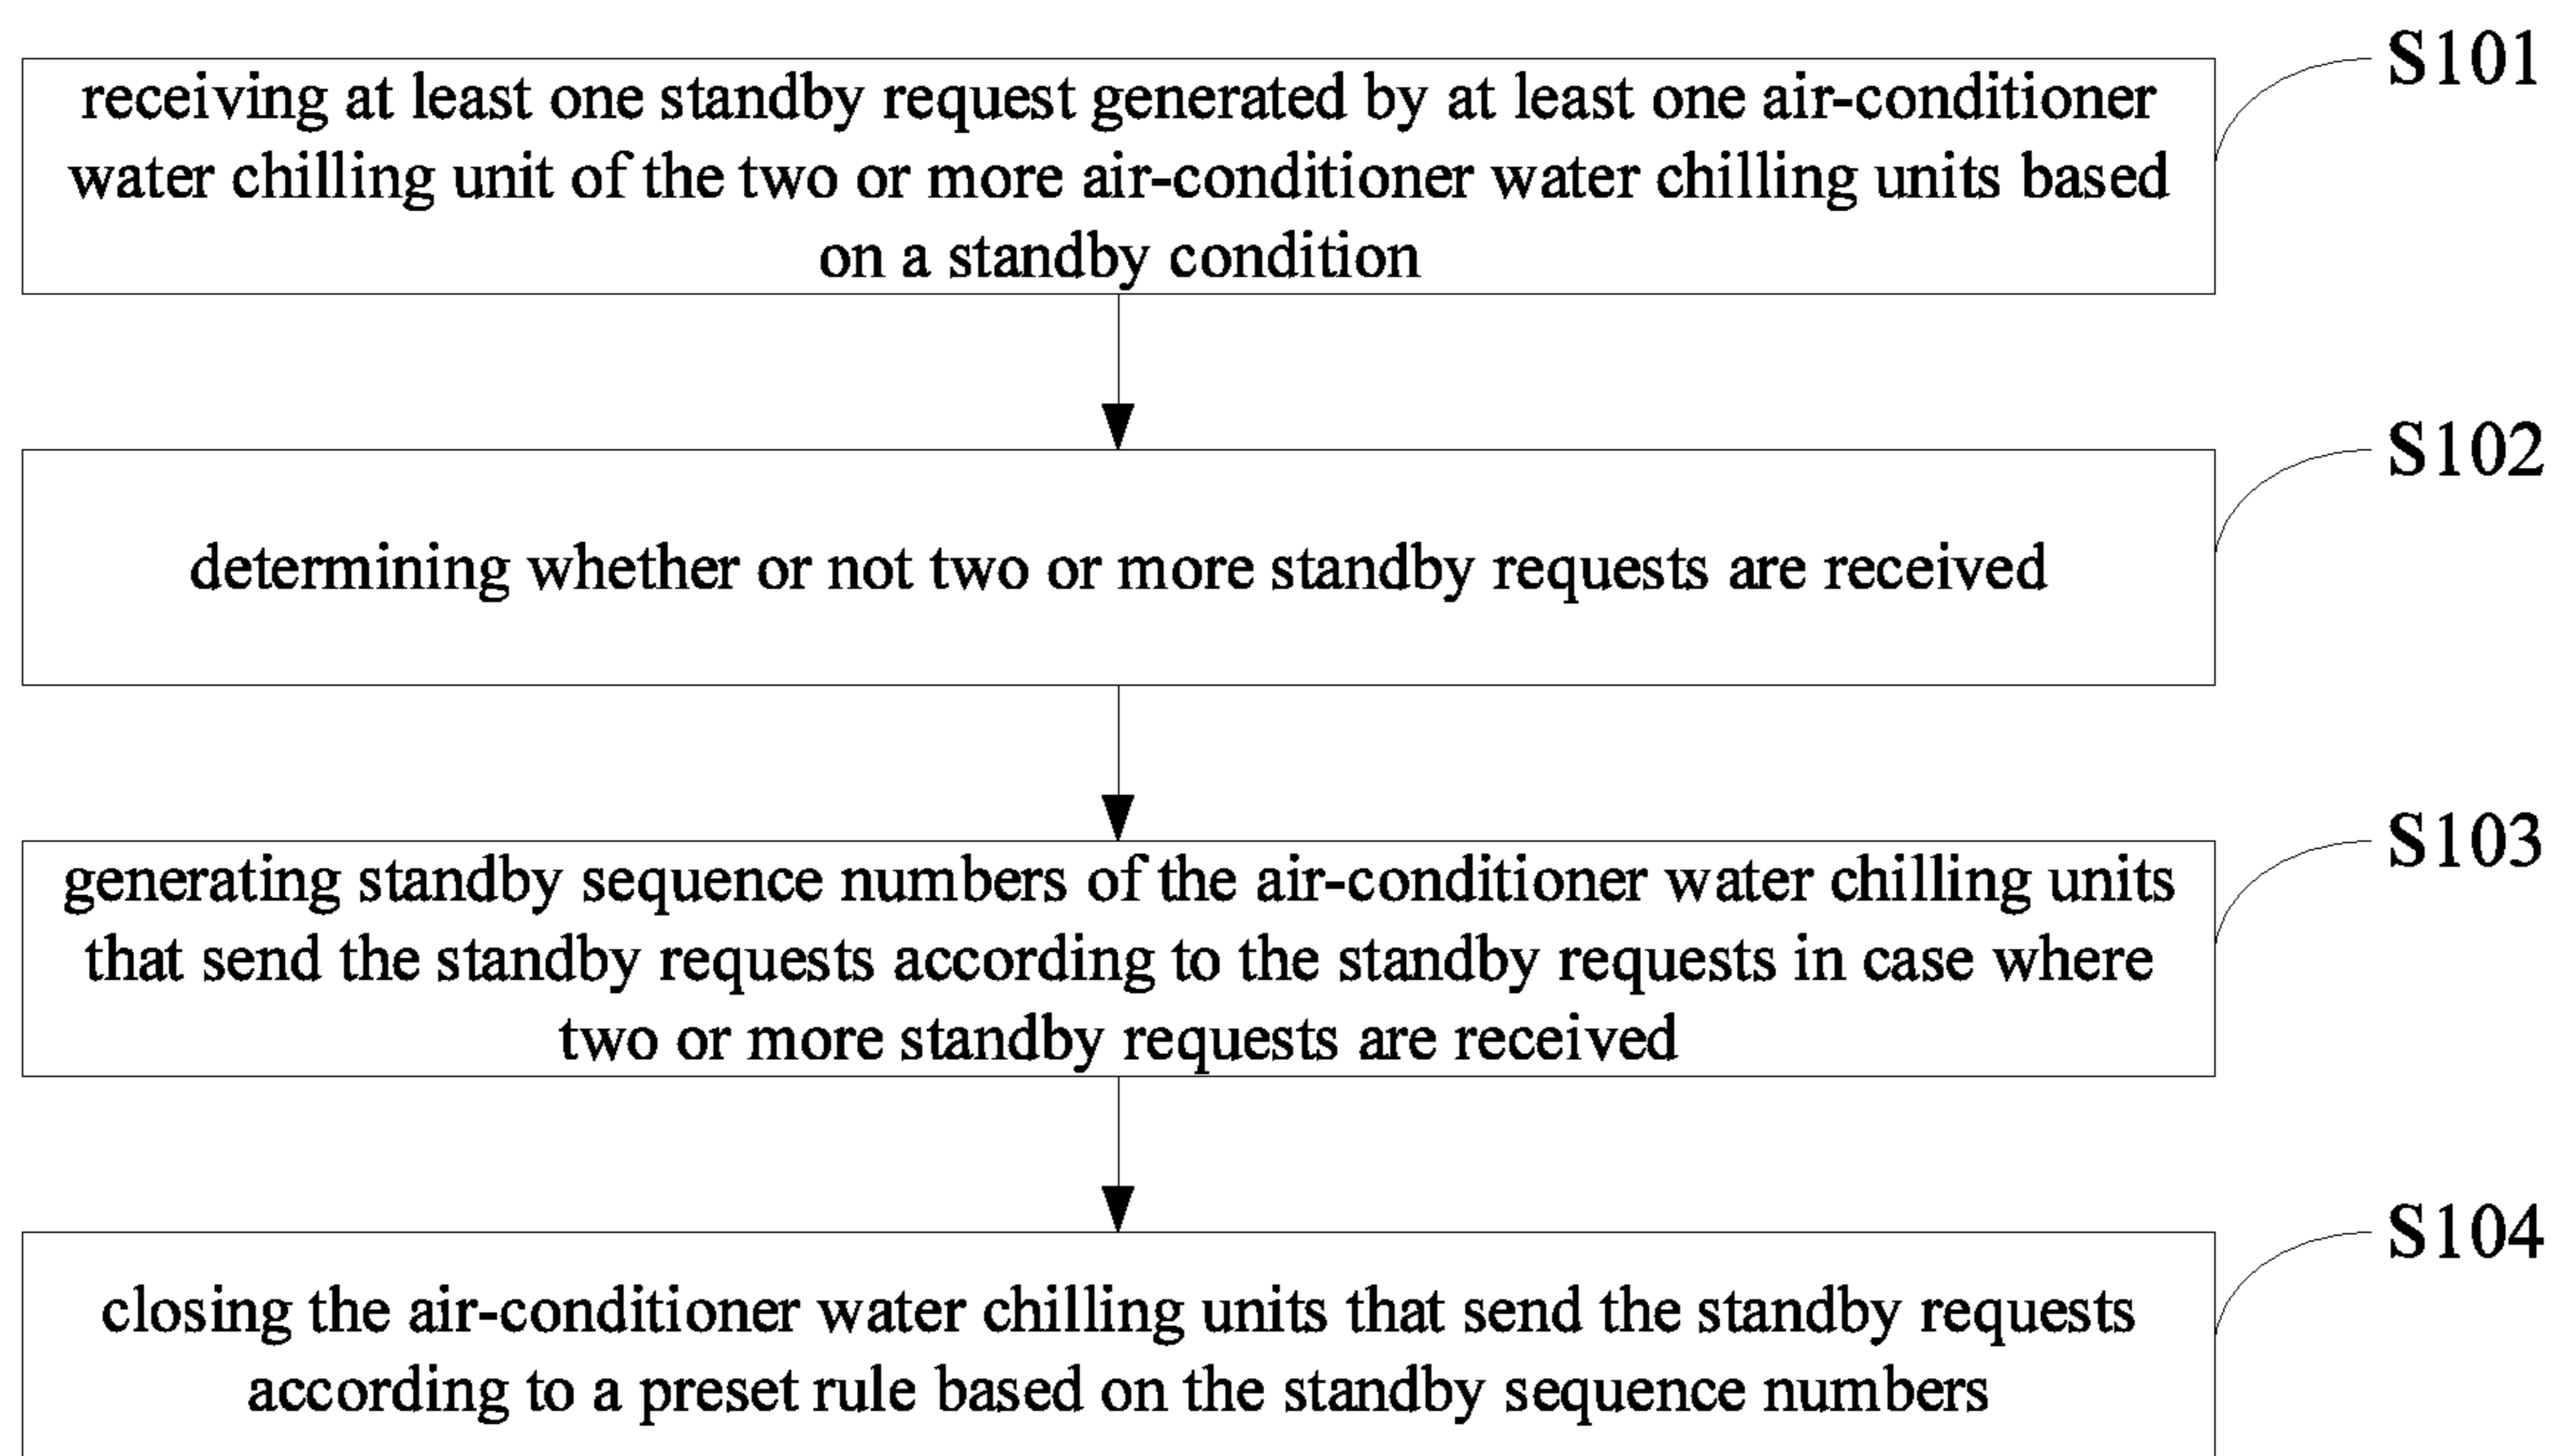 S101
receiving at least one standby request generated by at least one air-conditioner
water chilling unit of the two or more air-conditioner water chilling units based
on a standby condition
S102
determining whether or not two or more standby requests are received
S103
generating standby sequence numbers of the air-conditioner water chilling units
that send the standby requests according to the standby requests in case where
two or more standby requests are received
S104
closing the air-conditioner water chilling units that send the standby requests
according to a preset rule based on the standby sequence numbers